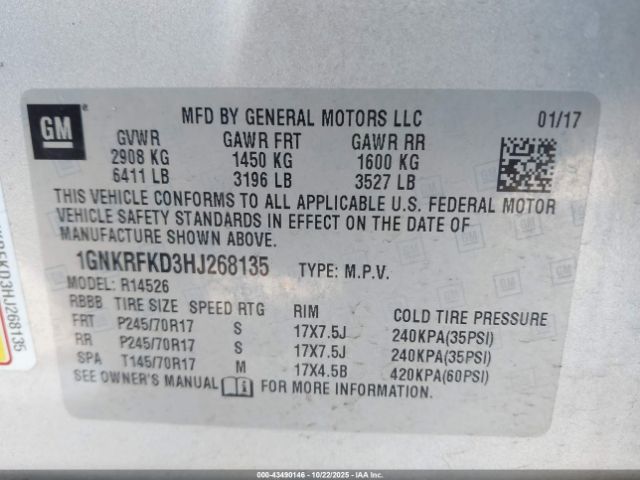 GM
MFD BY GENERAL MOTORS LLC 01/17
GVWR GAWR FRT GAWR RR
2908 KG 1450 KG 1600 KG
6411 LB 3196 LB 3527 LB
THIS VEHICLE CONFORMS TO ALL APPLICABLE U.S. FEDERAL MOTOR
VEHICLE SAFETY STANDARDS IN EFFECT ON THE DATE OF
MANUFACTURE SHOWN ABOVE.
1GNKRFKD3HJ268135 TYPE: M.P.V.
MODEL: R14526
RBBB TIRE SIZE SPEED RTG RIM COLD TIRE PRESSURE
FRT P245/70R17 S 17X7.5J 240KPA(35PSI)
RR P245/70R17 S 17X7.5J 240KPA(35PSI)
SPA T145/70R17 M 17X4.5B 420KPA(60PSI)
SEE OWNER'S MANUAL FOR MORE INFORMATION.
000-43490146 - 10/22/2025 - IAAI.COM